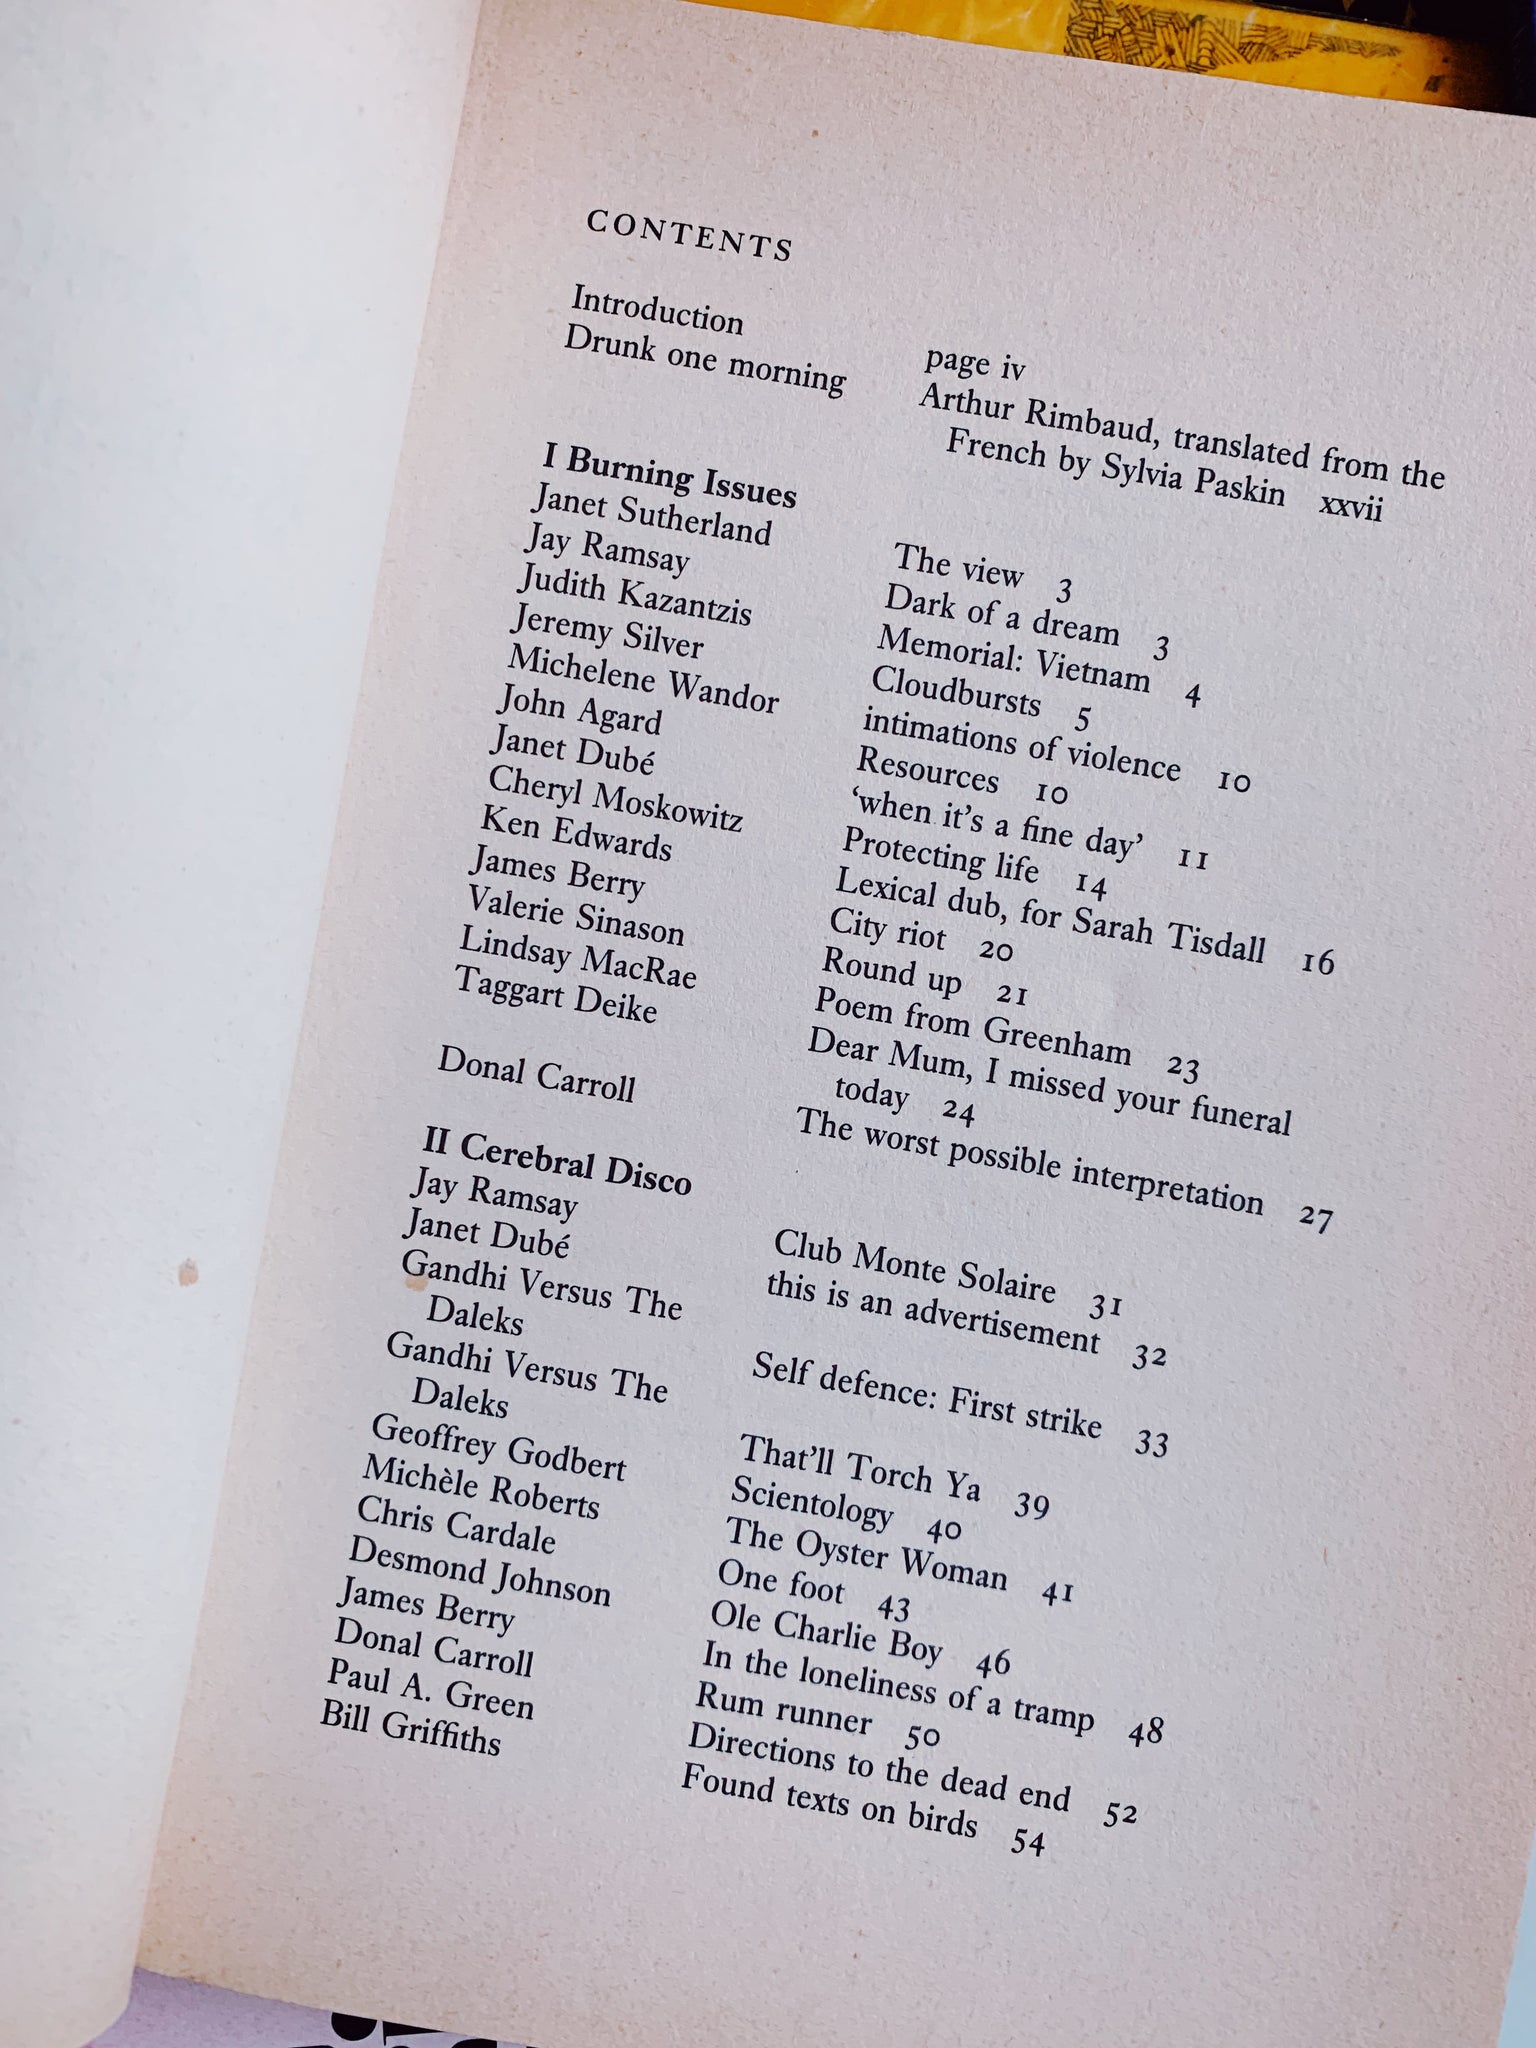 CONTENTS
Introduction page iv
Drunk one morning Arthur Rimbaud, translated from the
French by Sylvia Paskin xxvii
I Burning Issues
Janet Sutherland The view 3
Jay Ramsay Dark of a dream 3
Judith Kazantzis Memorial: Vietnam 4
Jeremy Silver Cloudbursts 5
Michelene Wandor intimations of violence 10
John Agard Resources 10
Janet Dubé ‘when it’s a fine day’ 11
Cheryl Moskowitz Protecting life 14
Ken Edwards Lexical dub, for Sarah Tisdall 16
James Berry City riot 20
Valerie Sinason Round up 21
Lindsay MacRae Poem from Greenham 23
Taggart Deike Dear Mum, I missed your funeral
today 24
Donal Carroll The worst possible interpretation 27
II Cerebral Disco
Jay Ramsay Club Monte Solaire 31
Janet Dubé this is an advertisement 32
Gandhi Versus The
Daleks Self defence: First strike 33
Gandhi Versus The
Daleks That’ll Torch Ya 39
Geoffrey Godbert Scientology 40
Michèle Roberts The Oyster Woman 41
Chris Cardale One foot 43
Desmond Johnson Ole Charlie Boy 46
James Berry In the loneliness of a tramp 48
Donal Carroll Rum runner 50
Paul A. Green Directions to the dead end 52
Bill Griffiths Found texts on birds 54